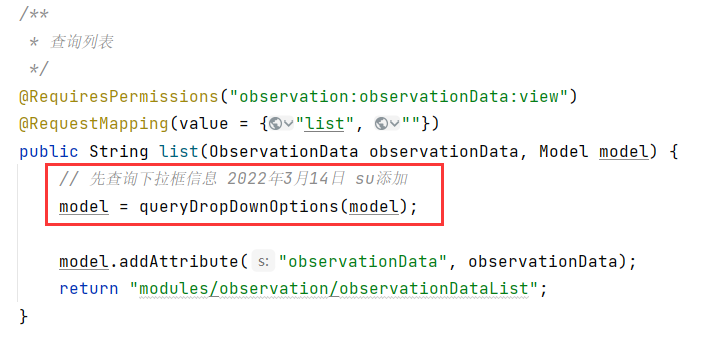 /**
 * 查询列表
 */
@RequiresPermissions("observation:observationData:view")
@RequestMapping(value = {"list", ""})
public String list(ObservationData observationData, Model model) {
    // 先查询下拉框信息 2022年3月14日 su添加
    model = queryDropDownOptions(model);
    model.addAttribute( s: "observationData", observationData);
    return "modules/observation/observationDataList";
}